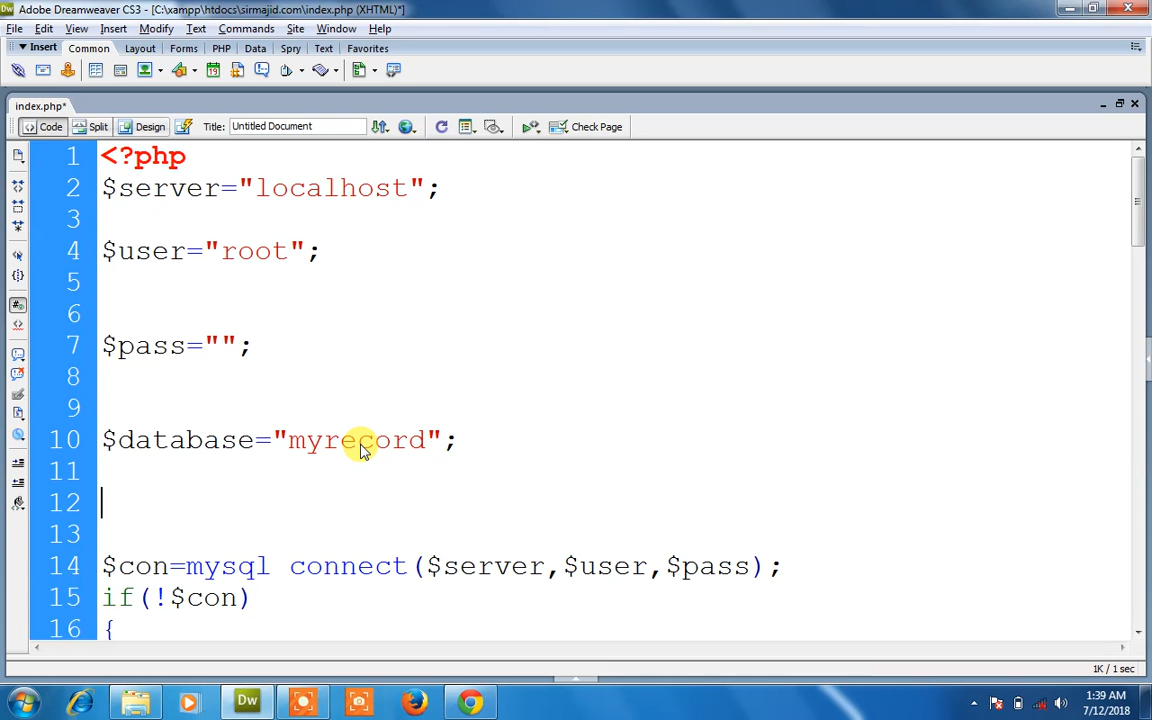 Adobe Dreamweaver CS3 - [C:\xampp\htdocs\sirmajid.com\index.php (XHTML)*]
File Edit View Insert Modify Text Commands Site Window Help
Insert Common Layout Forms PHP Data Spry Text Favorites
index.php*
Code Split Design Title: Untitled Document Check Page
1 <?php
2 $server="localhost";
3
4 $user="root";
5
6
7 $pass="";
8
9
10 $database="myrecord";
11
12
13
14 $con=mysql connect($server,$user,$pass);
15 if(!$con)
16 {
1K / 1 sec
Dw
1:39 AM
7/12/2018